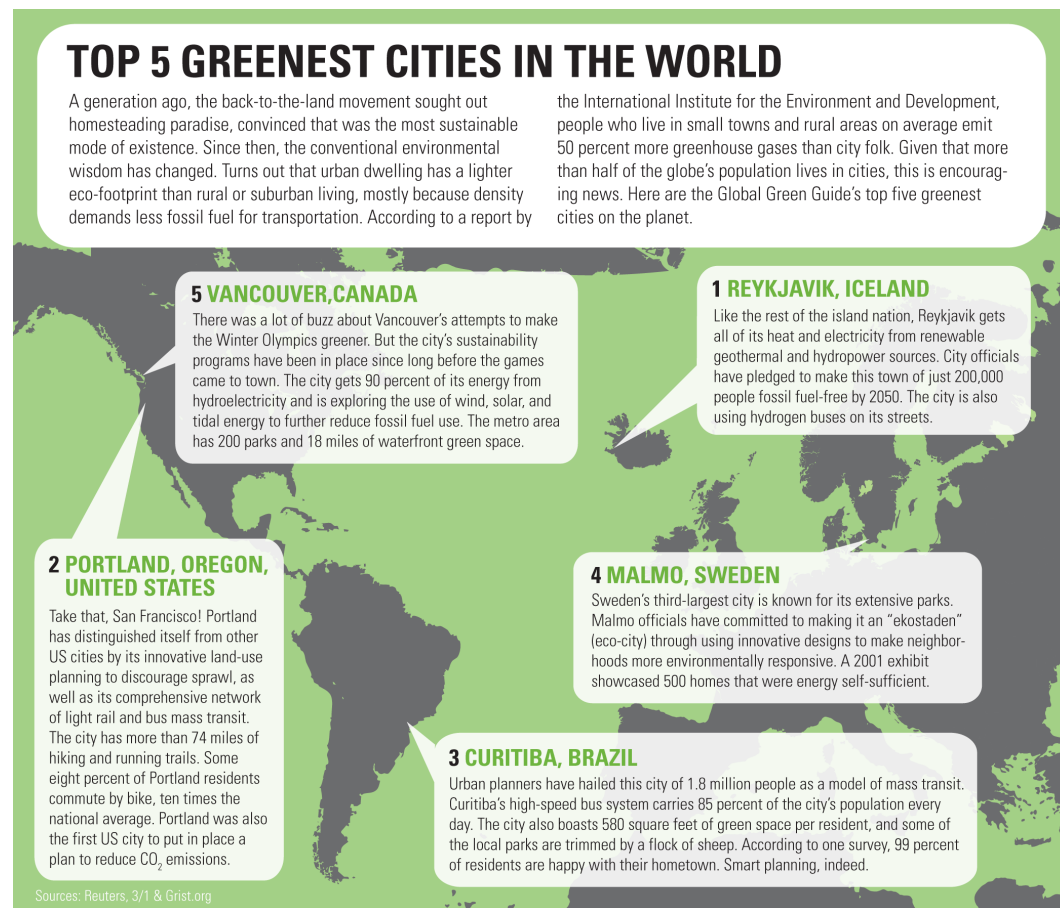 TOP 5 GREENEST CITIES IN THE WORLD
A generation ago, the back-to-the-land movement sought out
homesteading paradise, convinced that was the most sustainable
mode of existence. Since then, the conventional environmental
wisdom has changed. Turns out that urban dwelling has a lighter
eco-footprint than rural or suburban living, mostly because density
demands less fossil fuel for transportation. According to a report by
the International Institute for the Environment and Development,
people who live in small towns and rural areas on average emit
50 percent more greenhouse gases than city folk. Given that more
than half of the globe's population lives in cities, this is encourag-
ing news. Here are the Global Green Guide's top five greenest
cities on the planet.
5 VANCOUVER,CANADA
There was a lot of buzz about Vancouver's attempts to make
the Winter Olympics greener. But the city's sustainability
programs have been in place since long before the games
came to town. The city gets 90 percent of its energy from
hydroelectricity and is exploring the use of wind, solar, and
tidal energy to further reduce fossil fuel use. The metro area
has 200 parks and 18 miles of waterfront green space.
1 REYKJAVIK, ICELAND
Like the rest of the island nation, Reykjavik gets
all of its heat and electricity from renewable
geothermal and hydropower sources. City officials
have pledged to make this town of just 200,000
people fossil fuel-free by 2050. The city is also
using hydrogen buses on its streets.
2 PORTLAND, OREGON,
UNITED STATES
Take that, San Francisco! Portland
has distinguished itself from other
US cities by its innovative land-use
planning to discourage sprawl, as
well as its comprehensive network
of light rail and bus mass transit.
The city has more than 74 miles of
hiking and running trails. Some
eight percent of Portland residents
commute by bike, ten times the
national average. Portland was also
the first US city to put in place a
plan to reduce CO2 emissions.
4 MALMO, SWEDEN
Sweden's third-largest city is known for its extensive parks.
Malmo officials have committed to making it an “ekostaden”
(eco-city) through using innovative designs to make neighbor-
hoods more environmentally responsive. A 2001 exhibit
showcased 500 homes that were energy self-sufficient.
3 CURITIBA, BRAZIL
Urban planners have hailed this city of 1.8 million people as a model of mass transit.
Curitiba's high-speed bus system carries 85 percent of the city's population every
day. The city also boasts 580 square feet of green space per resident, and some of
the local parks are trimmed by a flock of sheep. According to one survey, 99 percent
of residents are happy with their hometown. Smart planning, indeed.
Sources: Reuters, 3/1 & Grist.org